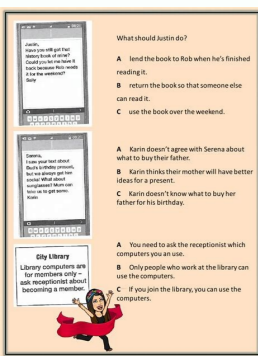 Justin,
Have you still got that
history book of mine?
Could you let me have it
back because Rob needs
it for the weekend?
Sally
What should Justin do?
A lend the book to Rob when he's finished
reading it.
B return the book so that someone else
can read it.
C use the book over the weekend.
Serena,
I saw your text about
Dad's birthday present,
but we always get him
socks! What about
sunglasses? Mum can
take us to get some.
Karin
A Karin doesn't agree with Serena about
what to buy their father.
B Karin thinks their mother will have better
ideas for a present.
C Karin doesn't know what to buy her
father for his birthday.
City Library
Library computers are
for members only –
ask receptionist about
becoming a member.
A You need to ask the receptionist which
computers you an use.
B Only people who work at the library can
use the computers.
C If you join the library, you can use the
computers.